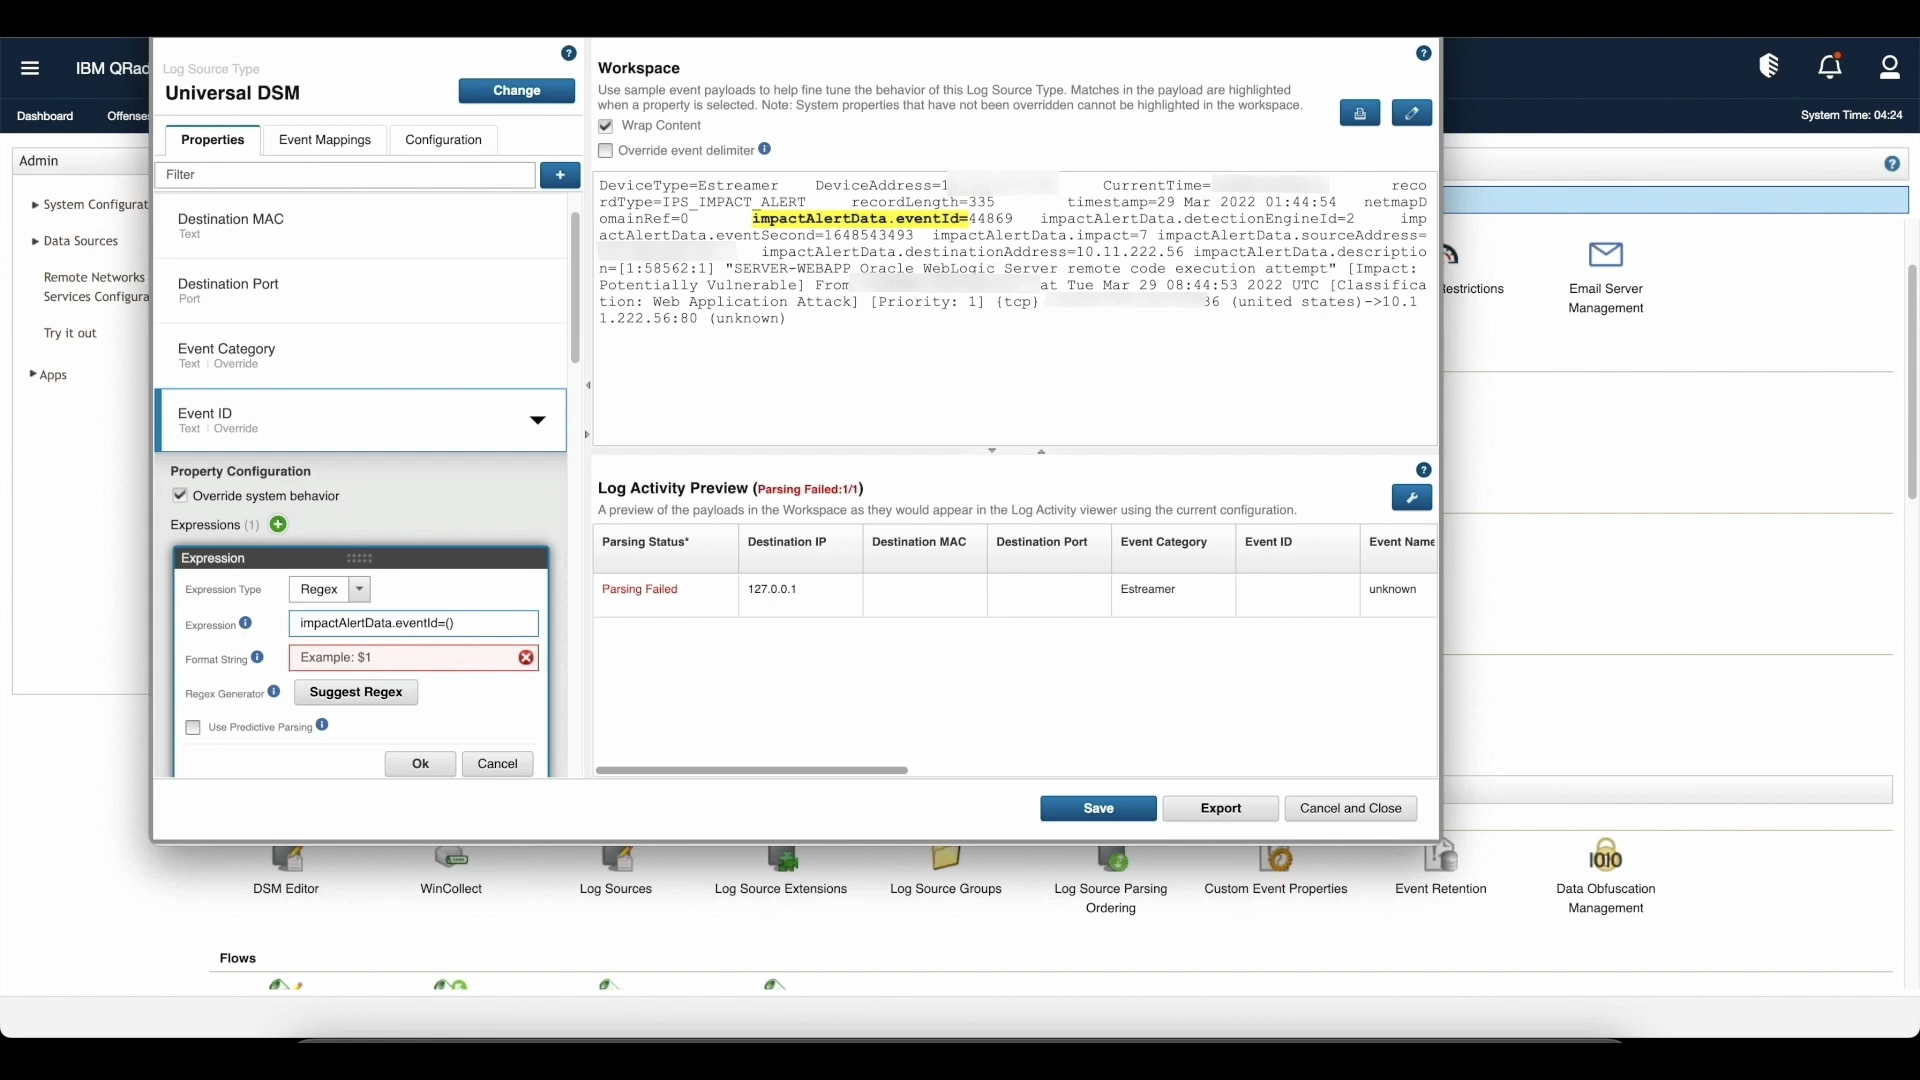 IBM QRad
System Time: 04:24
Dashboard
Offenses
Admin
System Configurat
Data Sources
Remote Networks
Services Configura
Try it out
Apps
Log Source Type
Universal DSM
Change
Properties
Event Mappings
Configuration
Filter
+
Destination MAC
Text
Destination Port
Port
Event Category
Text | Override
Event ID
Text | Override
Property Configuration
Override system behavior
Expressions (1)
Expression
Expression Type
Regex
Expression
impactAlertData.eventId=()
Format String
Example: $1
Regex Generator
Suggest Regex
Use Predictive Parsing
Ok
Cancel
Workspace
Use sample event payloads to help fine tune the behavior of this Log Source Type. Matches in the payload are highlighted
when a property is selected. Note: System properties that have not been overridden cannot be highlighted in the workspace.
Wrap Content
Override event delimiter
DeviceType=Estreamer DeviceAddress=1 CurrentTime= reco
rdType=IPS_IMPACT_ALERT recordLength=335 timestamp=29 Mar 2022 01:44:54 netmapD
omainRef=0 impactAlertData.eventId=44869 impactAlertData.detectionEngineId=2 imp
actAlertData.eventSecond=1648543493 impactAlertData.impact=7 impactAlertData.sourceAddress=
impactAlertData.destinationAddress=10.11.222.56 impactAlertData.descriptio
n=[1:58562:1] "SERVER-WEBAPP Oracle WebLogic Server remote code execution attempt" [Impact:
Potentially Vulnerable] From at Tue Mar 29 08:44:53 2022 UTC [Classifica
tion: Web Application Attack] [Priority: 1] {tcp} 36 (united states)->10.1
1.222.56:80 (unknown)
Log Activity Preview (Parsing Failed:1/1)
A preview of the payloads in the Workspace as they would appear in the Log Activity viewer using the current configuration.
Parsing Status* Destination IP Destination MAC Destination Port Event Category Event ID Event Name
Parsing Failed 127.0.0.1 Estreamer unknown
Save
Export
Cancel and Close
Restrictions
Email Server
Management
DSM Editor
WinCollect
Log Sources
Log Source Extensions
Log Source Groups
Log Source Parsing
Ordering
Custom Event Properties
Event Retention
Data Obfuscation
Management
Flows